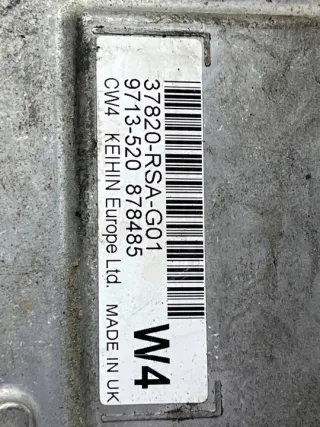 37820-RSA-G01
9713-520 878485
CW4 KEIHIN Europe Ltd. MADE IN UK
W4